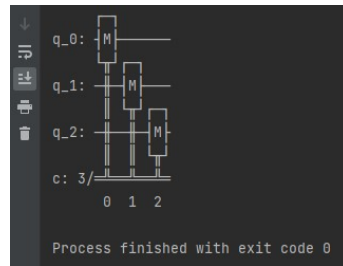 q_0: M
q_1: M
q_2: M
c: 3/
0 1 2
Process finished with exit code 0